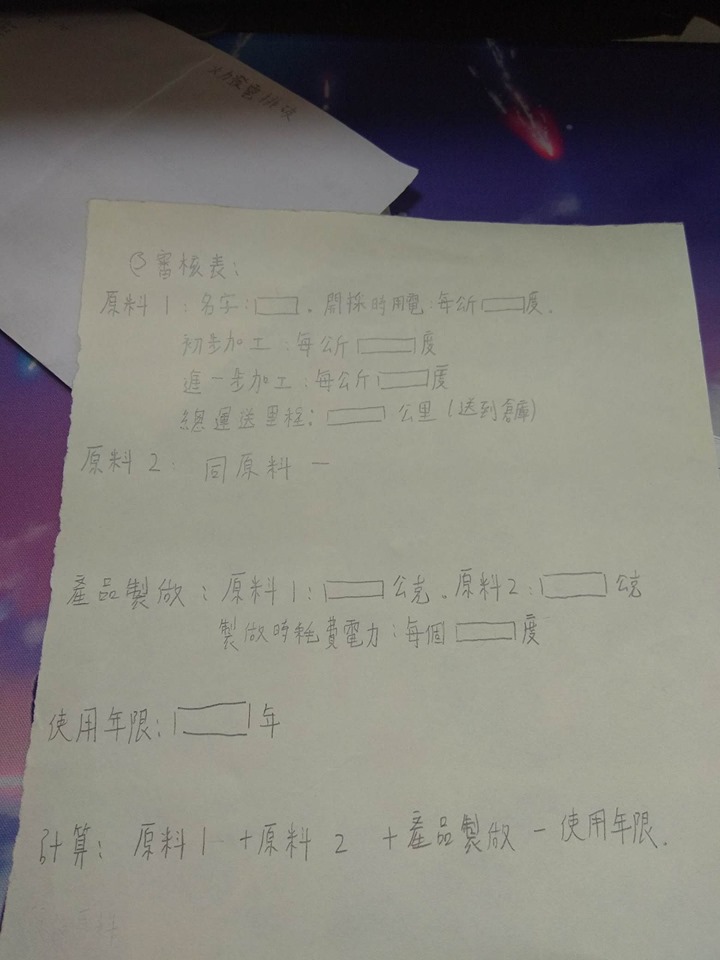 審核表:
原料1:名字:。開採時用電:每公斤度.
初步加工:每公斤度
進一步加工:每公斤度
總運送里程:公里(送到倉庫)
原料2:同原料一
產品製做:原料1:公克.原料2:公克
製做時耗費電力:每個度
使用年限:年
計算:原料1+原料2+產品製做-使用年限.